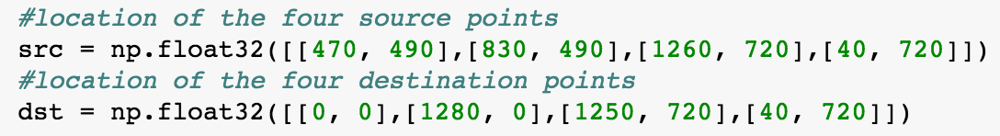 #location of the four source points
src = np.float32([[470, 490],[830, 490],[1260, 720],[40, 720]])
#location of the four destination points
dst = np.float32([[0, 0],[1280, 0],[1250, 720],[40, 720]])